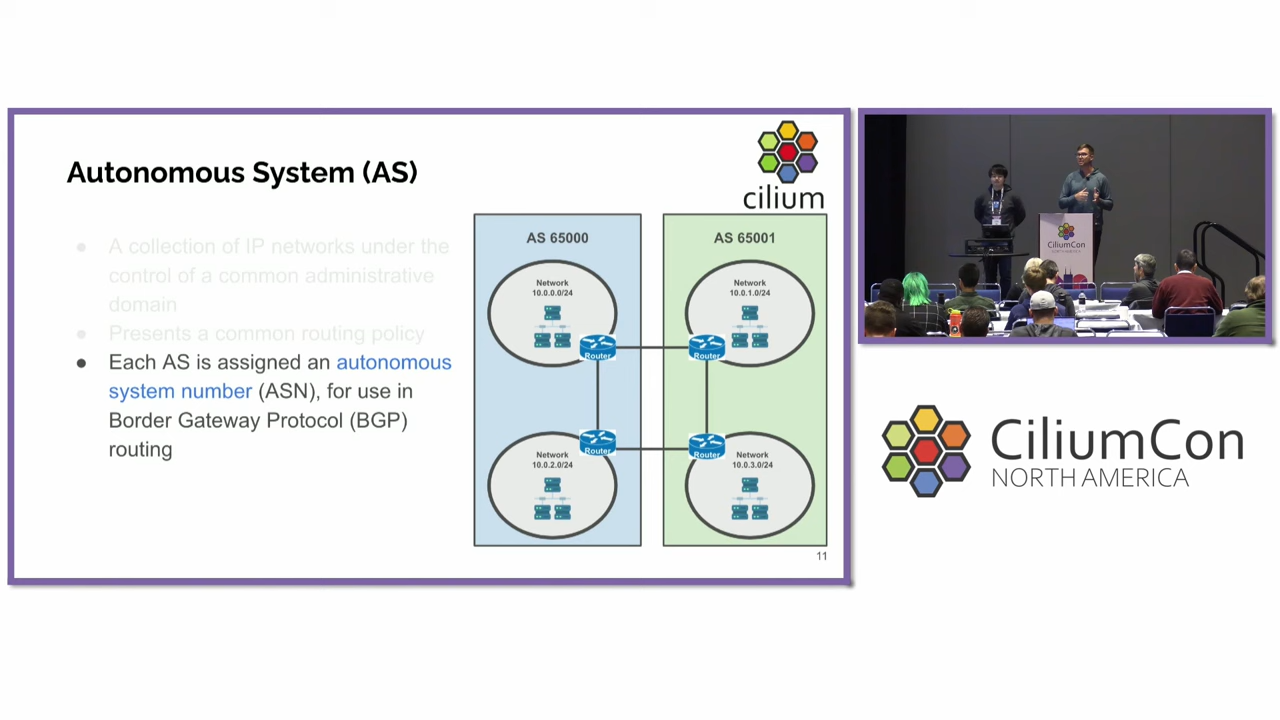 Autonomous System (AS)
cilium
● A collection of IP networks under the
control of a common administrative
domain
● Presents a common routing policy
● Each AS is assigned an autonomous
system number (ASN), for use in
Border Gateway Protocol (BGP)
routing
AS 65000
Network
10.0.0.0/24
Router
Network
10.0.2.0/24
Router
AS 65001
Network
10.0.1.0/24
Router
Network
10.0.3.0/24
Router
11
CiliumCon
NORTH AMERICA
CiliumCon
NORTH AMERICA